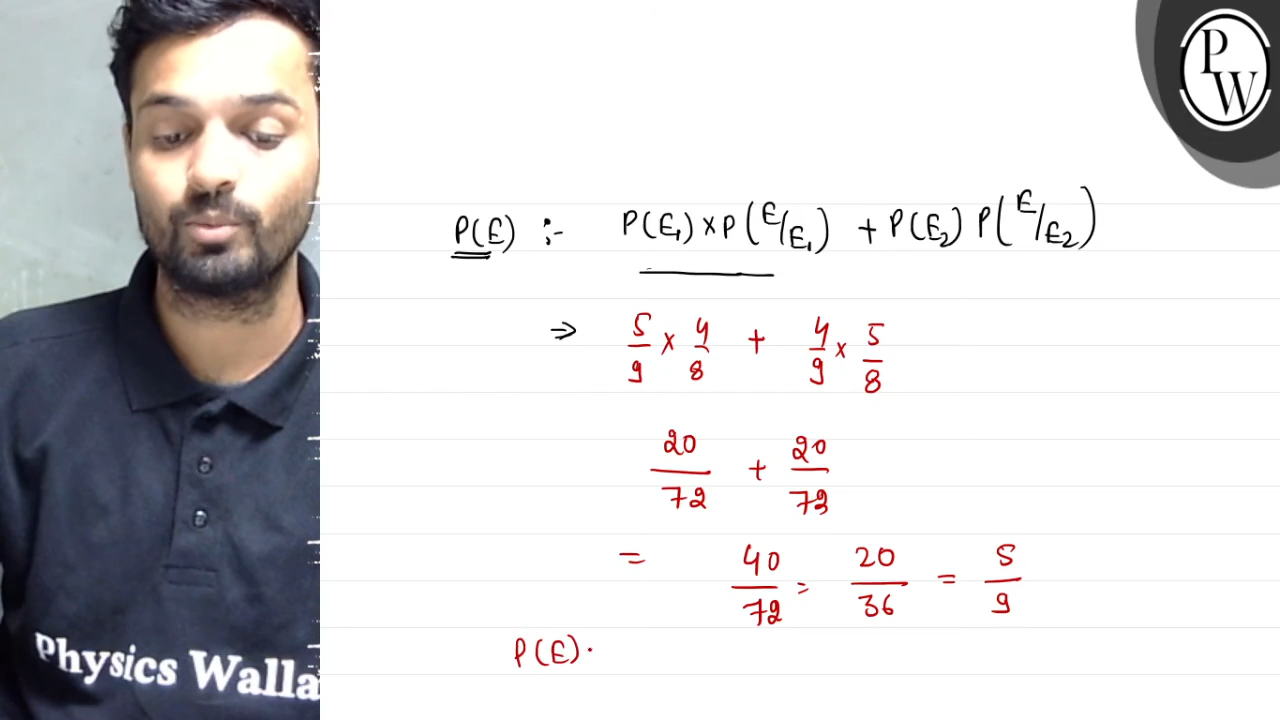 PW
P(E) :- P(E₁) × P(E/E₁) + P(E₂) P(E/E₂)
⇒ 5/9 × 4/8 + 4/9 × 5/8
20/72 + 20/72
= 40/72 = 20/36 = 5/9
P(E) ·
Physics Walla